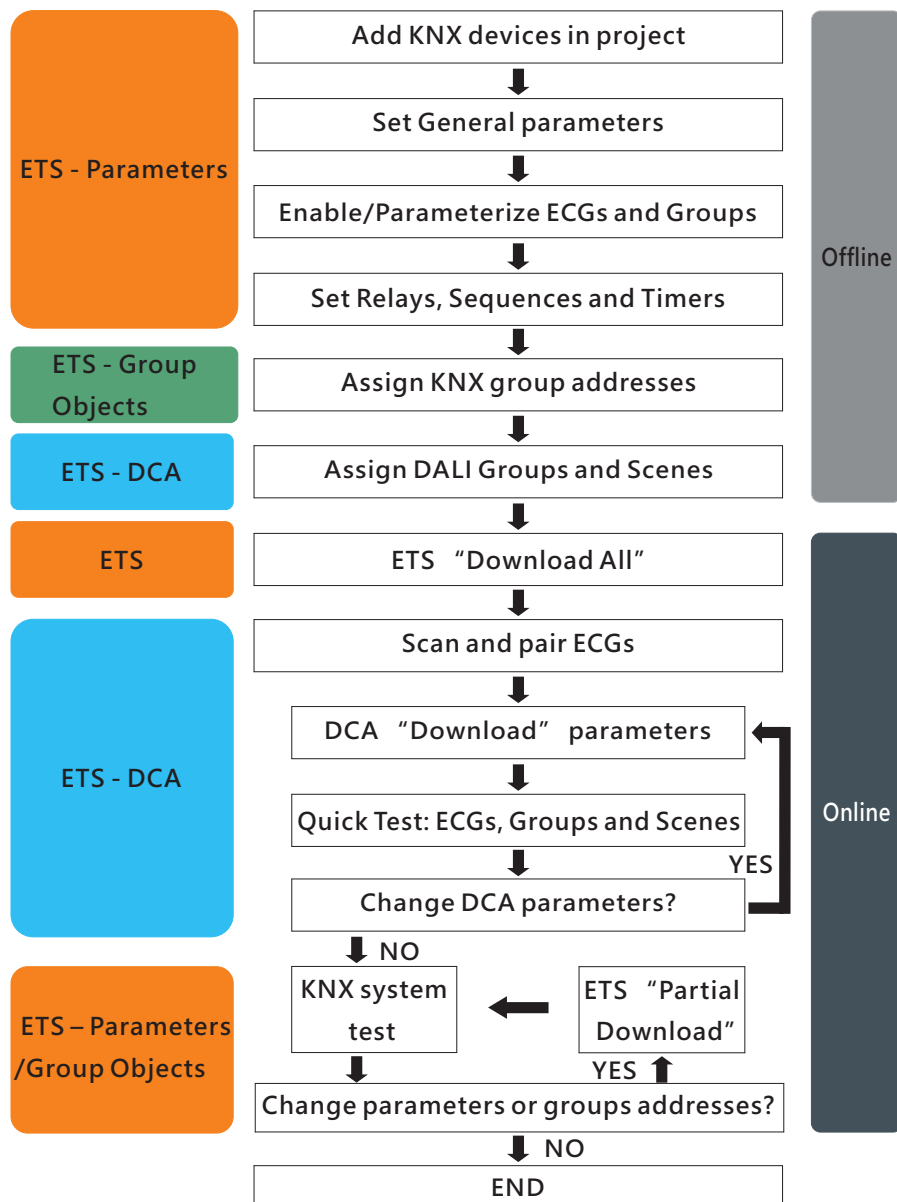 Add KNX devices in project
Set General parameters
ETS - Parameters
Enable/Parameterize ECGs and Groups
Offline
Set Relays, Sequences and Timers
ETS - Group
Objects
Assign KNX group addresses
ETS - DCA
Assign DALI Groups and Scenes
ETS
ETS “Download All”
Scan and pair ECGs
DCA “Download” parameters
ETS - DCA
Quick Test: ECGs, Groups and Scenes
Online
YES
Change DCA parameters?
NO
KNX system
test
ETS “Partial
Download”
ETS – Parameters
/Group Objects
YES
Change parameters or groups addresses?
NO
END